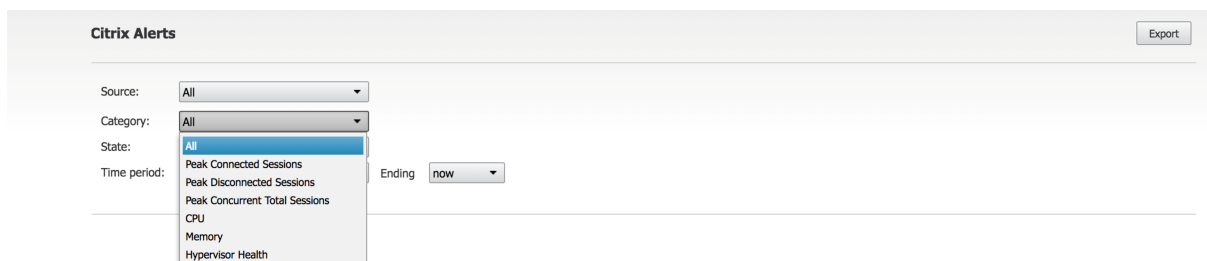 Citrix Alerts
Export
Source: All
Category: All
State:
All
Time period:
Peak Connected Sessions
Peak Disconnected Sessions
Ending now
Peak Concurrent Total Sessions
CPU
Memory
Hypervisor Health